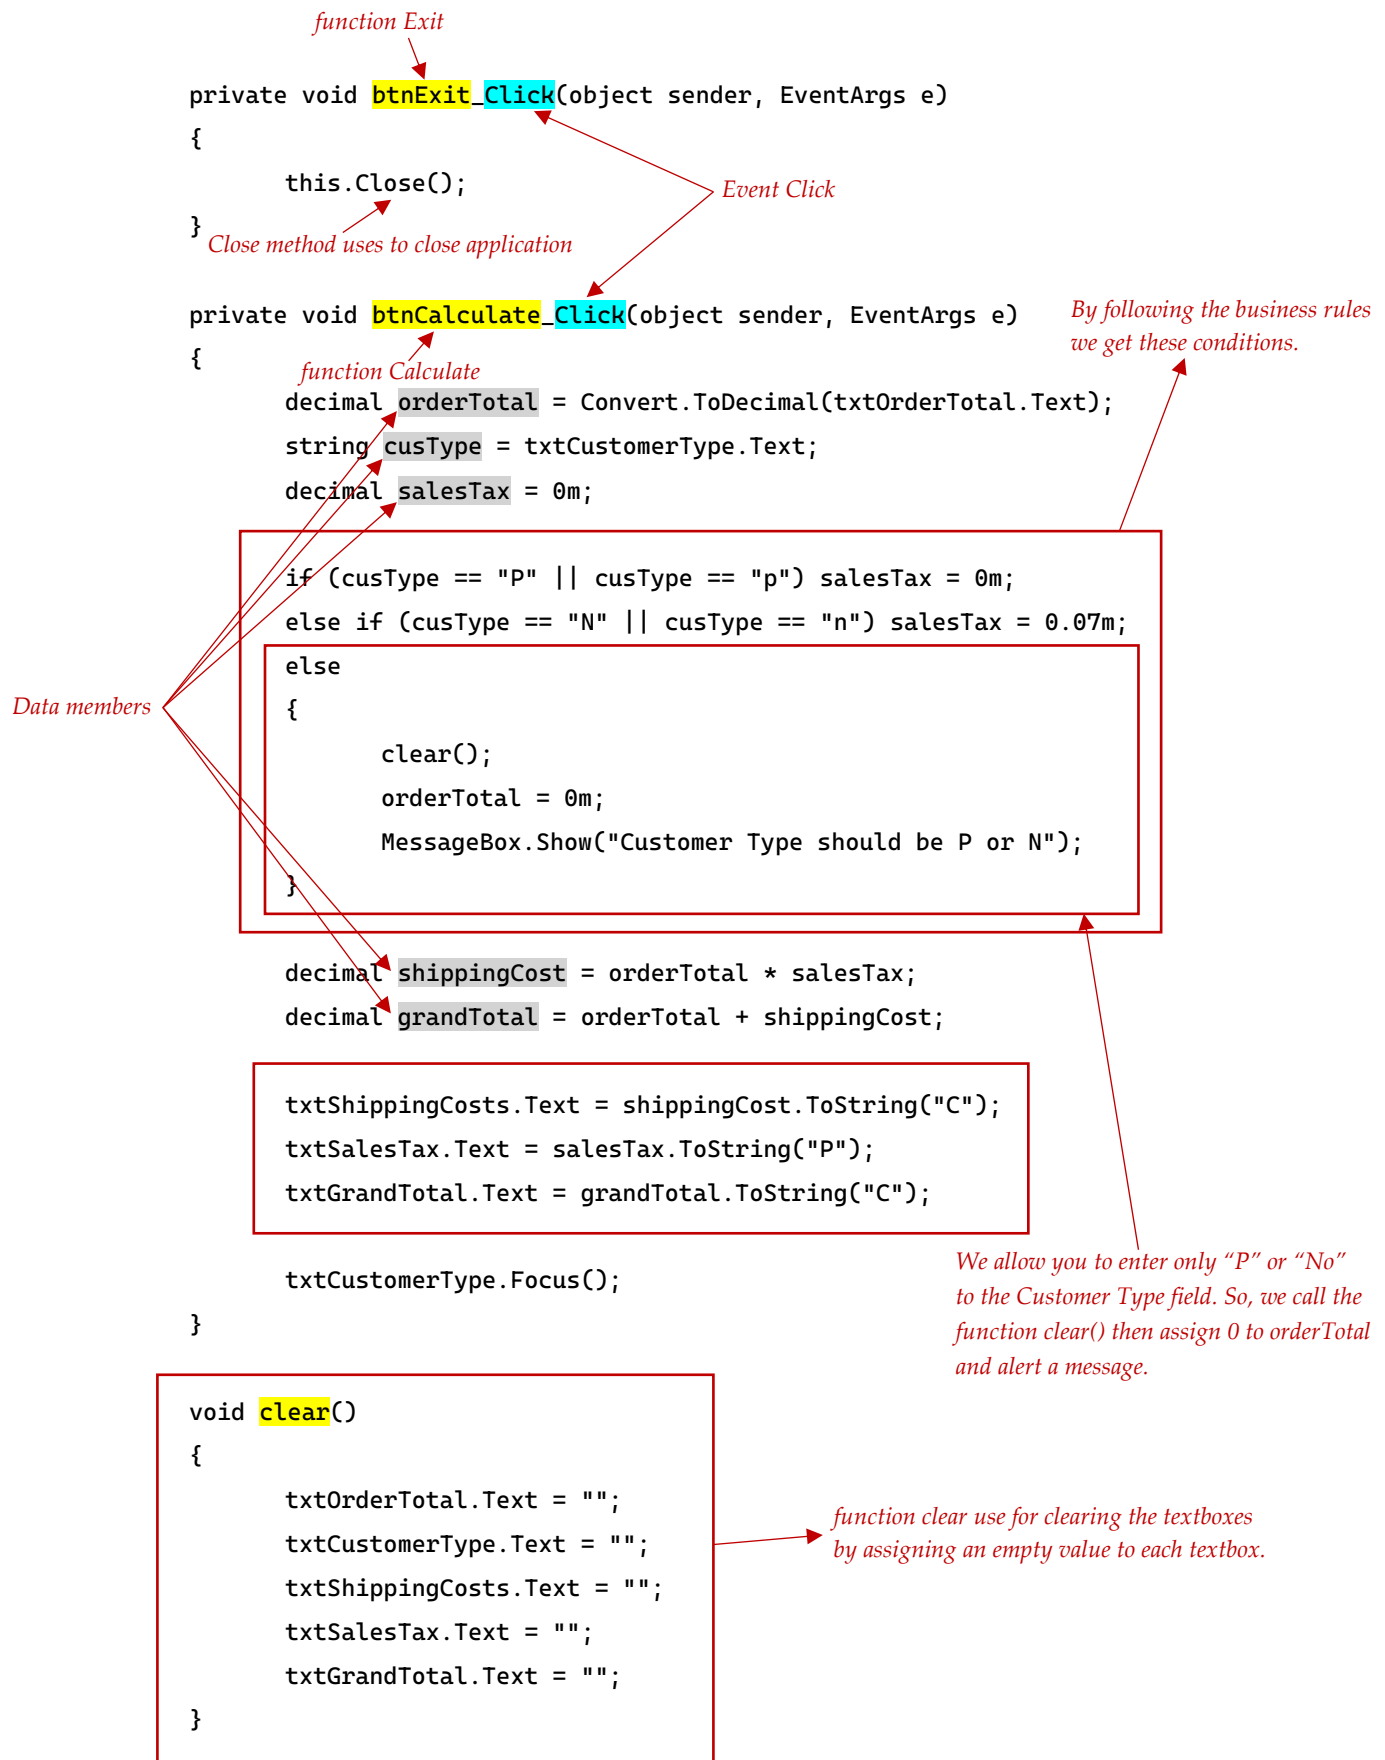 function Exit
private void btnExit_Click(object sender, EventArgs e)
{
this.Close();
Event Click
}
Close method uses to close application
private void btnCalculate_Click(object sender, EventArgs e)
By following the business rules
we get these conditions.
{
function Calculate
decimal orderTotal = Convert.ToDecimal(txtOrderTotal.Text);
string cusType = txtCustomerType.Text;
decimal salesTax = 0m;
if (cusType == "P" || cusType == "p") salesTax = 0m;
else if (cusType == "N" || cusType == "n") salesTax = 0.07m;
else
Data members
{
clear();
orderTotal = 0m;
MessageBox.Show("Customer Type should be P or N");
}
decimal shippingCost = orderTotal * salesTax;
decimal grandTotal = orderTotal + shippingCost;
txtShippingCosts.Text = shippingCost.ToString("C");
txtSalesTax.Text = salesTax.ToString("P");
txtGrandTotal.Text = grandTotal.ToString("C");
txtCustomerType.Focus();
}
We allow you to enter only “P” or “No”
to the Customer Type field. So, we call the
function clear() then assign 0 to orderTotal
and alert a message.
void clear()
{
txtOrderTotal.Text = "";
txtCustomerType.Text = "";
txtShippingCosts.Text = "";
txtSalesTax.Text = "";
txtGrandTotal.Text = "";
}
function clear use for clearing the textboxes
by assigning an empty value to each textbox.